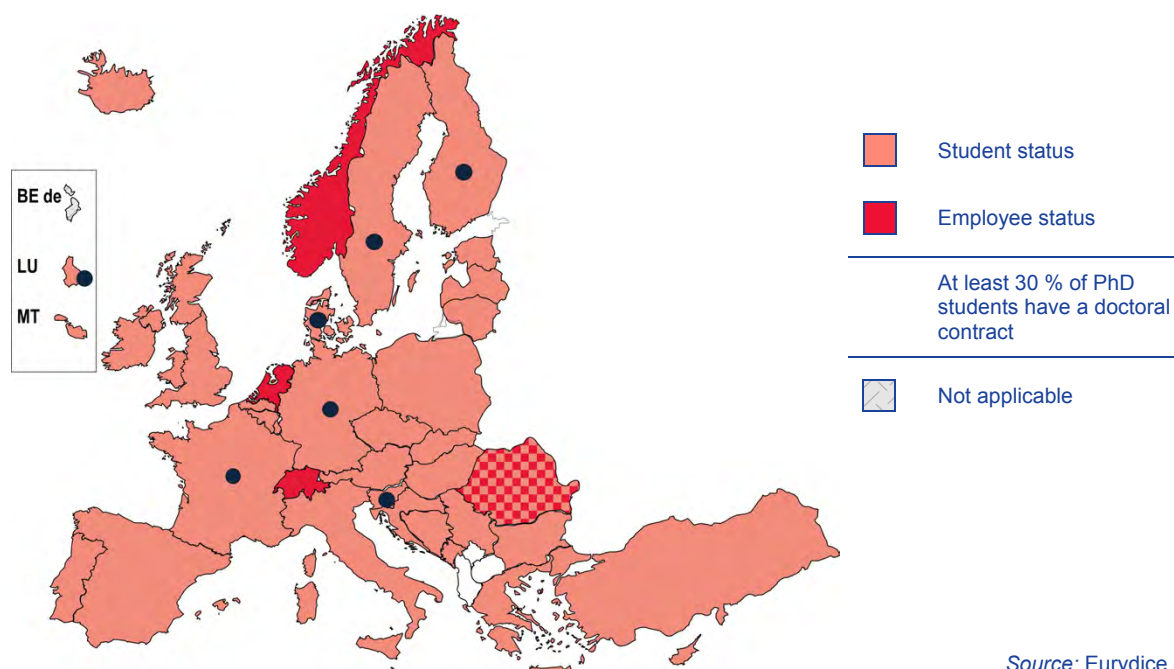 BE de
LU
MT
Student status
Employee status
At least 30 % of PhD
students have a doctoral
contract
Not applicable
Source: Eurydice